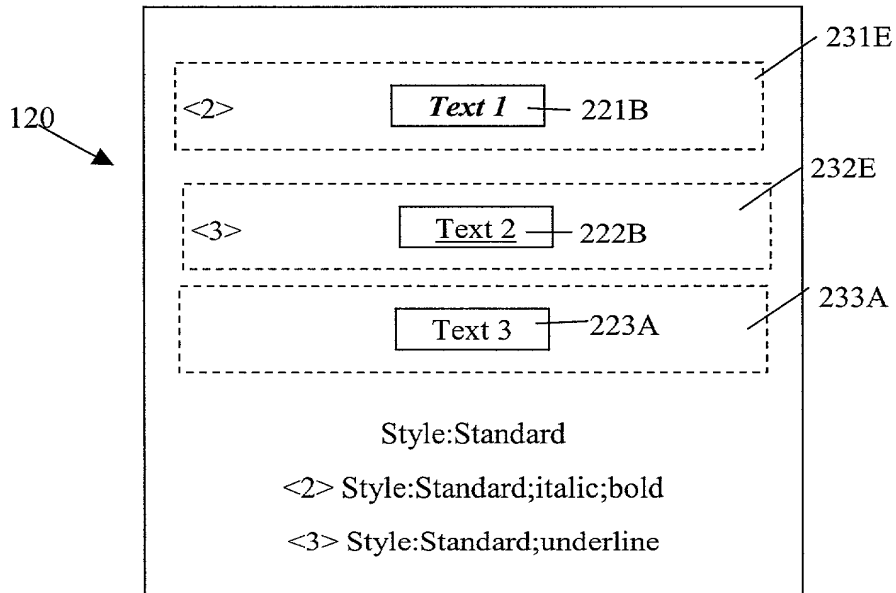 231E
<2> Text 1 221B
120
232E
<3> Text 2 222B
233A
Text 3 223A
Style:Standard
<2> Style:Standard;italic;bold
<3> Style:Standard;underline